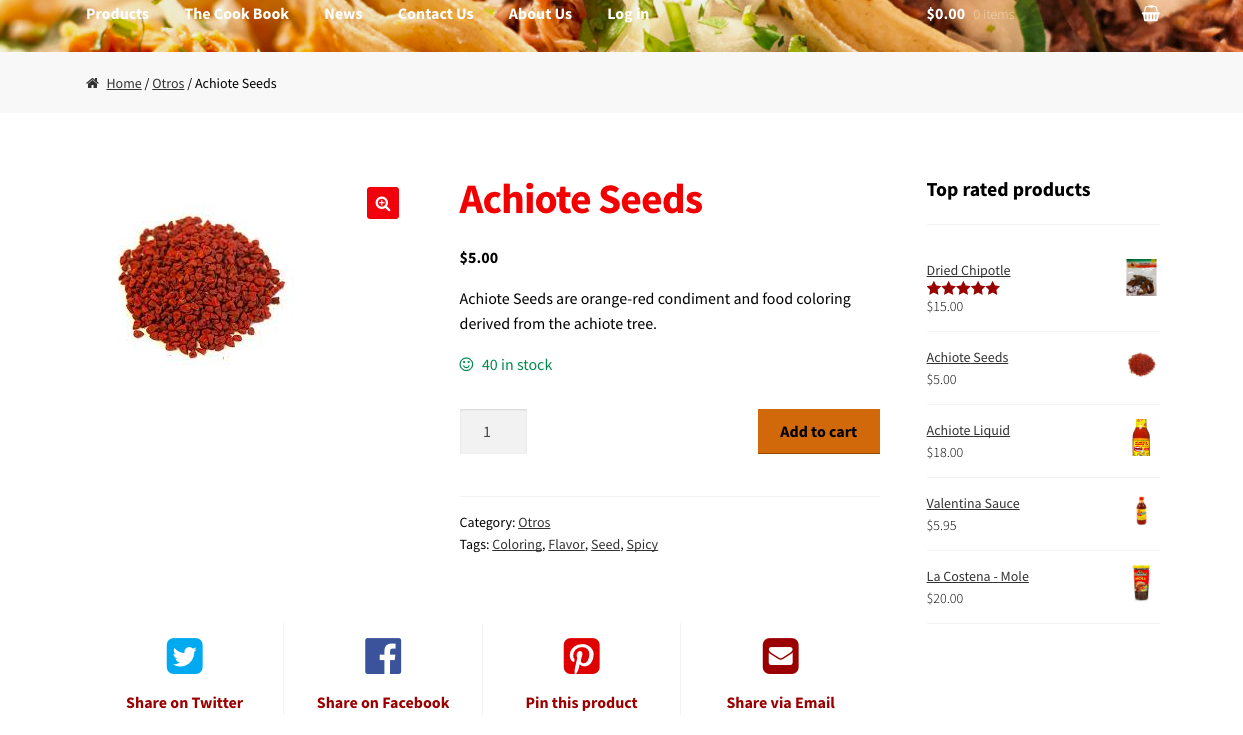 Products The Cook Book News Contact Us About Us Log in $0.00 0 items
Home / Otros / Achiote Seeds
Achiote Seeds
$5.00
Achiote Seeds are orange-red condiment and food coloring
derived from the achiote tree.
40 in stock
1 Add to cart
Category: Otros
Tags: Coloring, Flavor, Seed, Spicy
Top rated products
Dried Chipotle
$15.00
Achiote Seeds
$5.00
Achiote Liquid
$18.00
Valentina Sauce
$5.95
La Costena - Mole
$20.00
Share on Twitter Share on Facebook Pin this product Share via Email